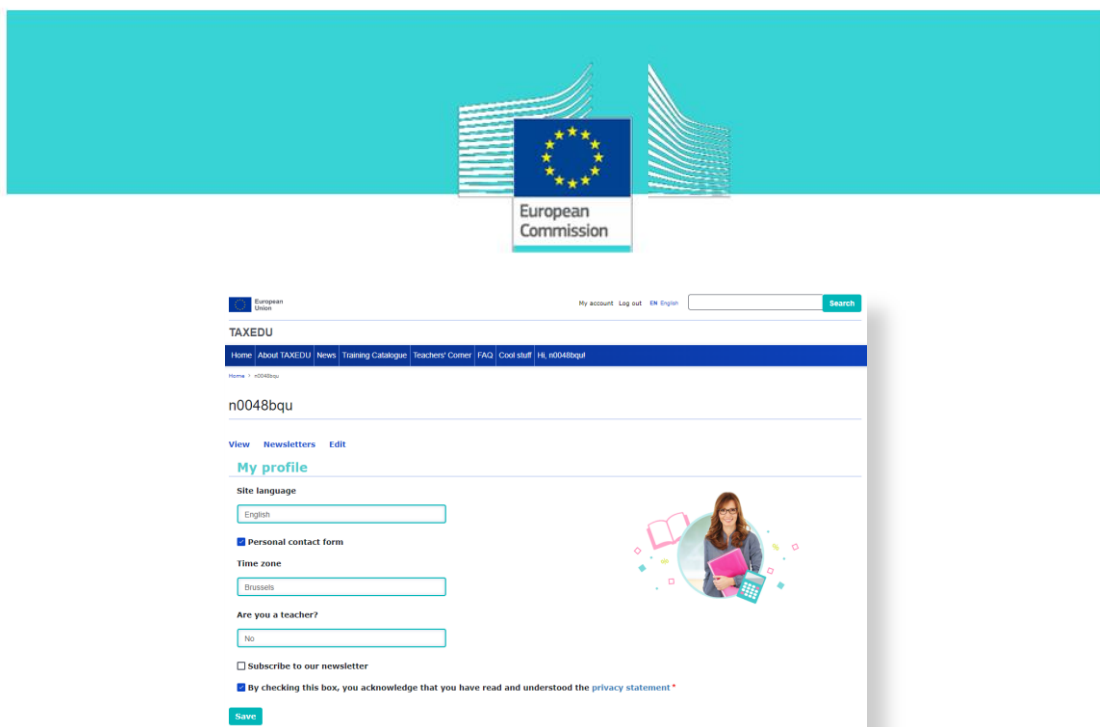 European
Commission
European
Union
My account Log out EN English Search
TAXEDU
Home About TAXEDU News Training Catalogue Teachers' Corner FAQ Cool stuff Hi, n0048bqu!
Home > n0048bqu
n0048bqu
View Newsletters Edit
My profile
Site language
English
Personal contact form
Time zone
Brussels
Are you a teacher?
No
Subscribe to our newsletter
By checking this box, you acknowledge that you have read and understood the privacy statement *
Save